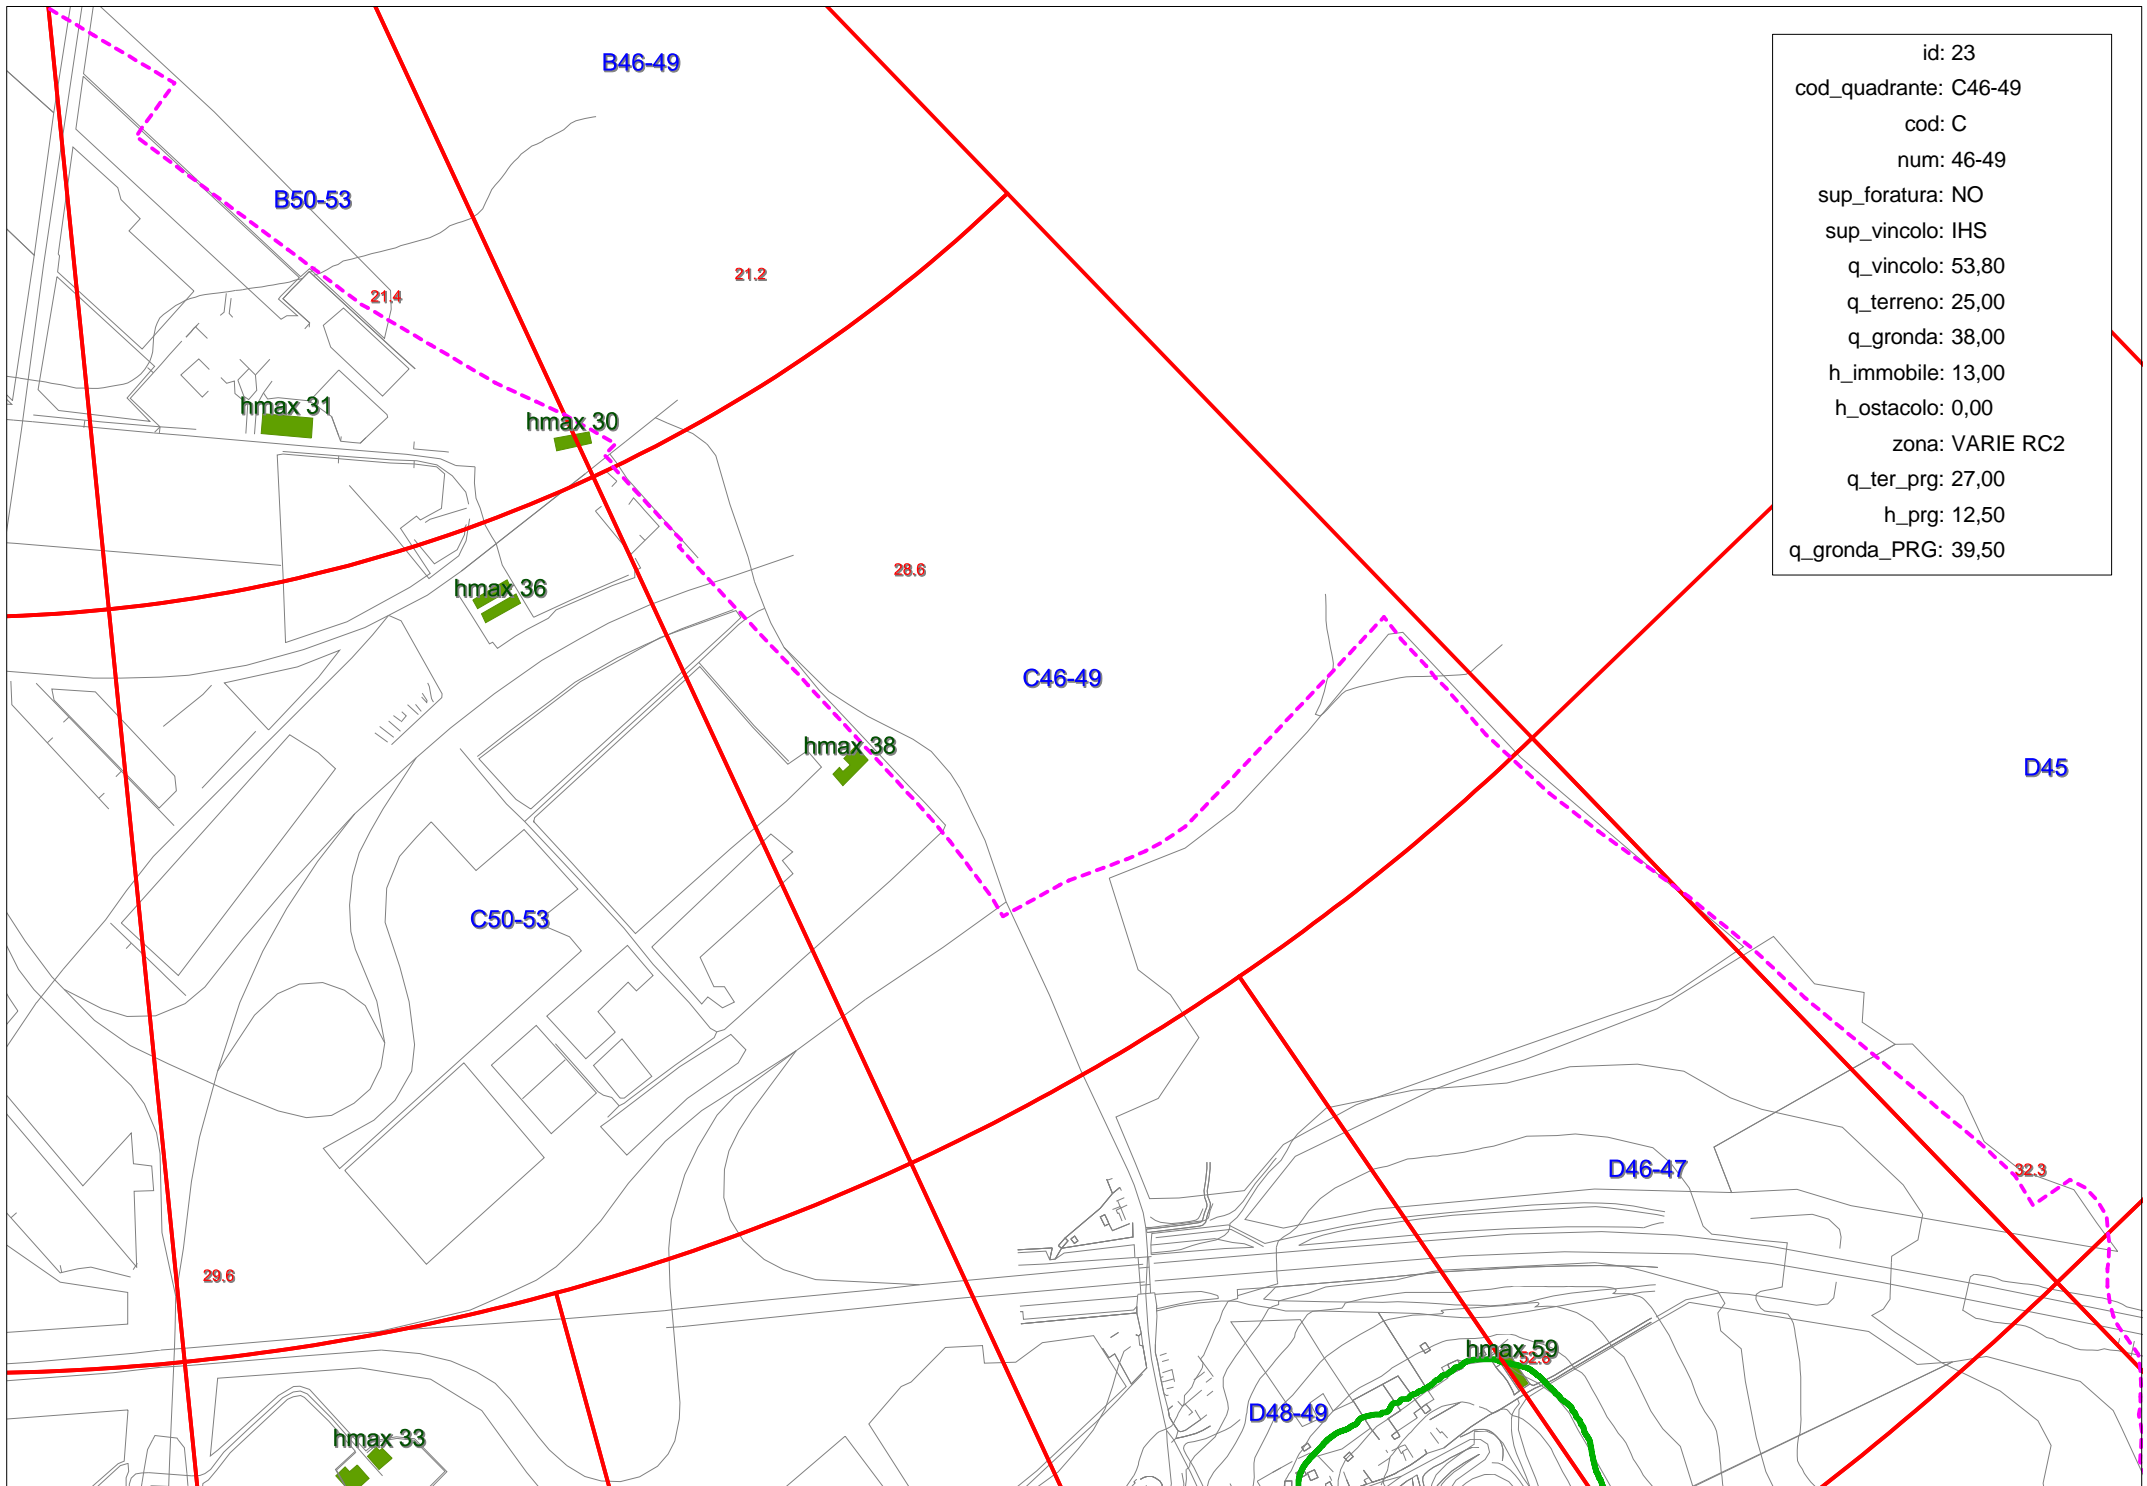 B46-49
id: 23
cod_quadrante: C46-49
cod: C
num: 46-49
sup_foratura: NO
sup_vincolo: IHS
q_vincolo: 53,80
q_terreno: 25,00
q_gronda: 38,00
h_immobile: 13,00
h_ostacolo: 0,00
zona: VARIE RC2
q_ter_prg: 27,00
h_prg: 12,50
q_gronda_PRG: 39,50
B50-53
21.2
21.4
hmax 31
hmax 30
28.6
hmax 36
C46-49
hmax 38
D45
C50-53
D46-47
32.3
29.6
hmax 59
52.6
D48-49
hmax 33